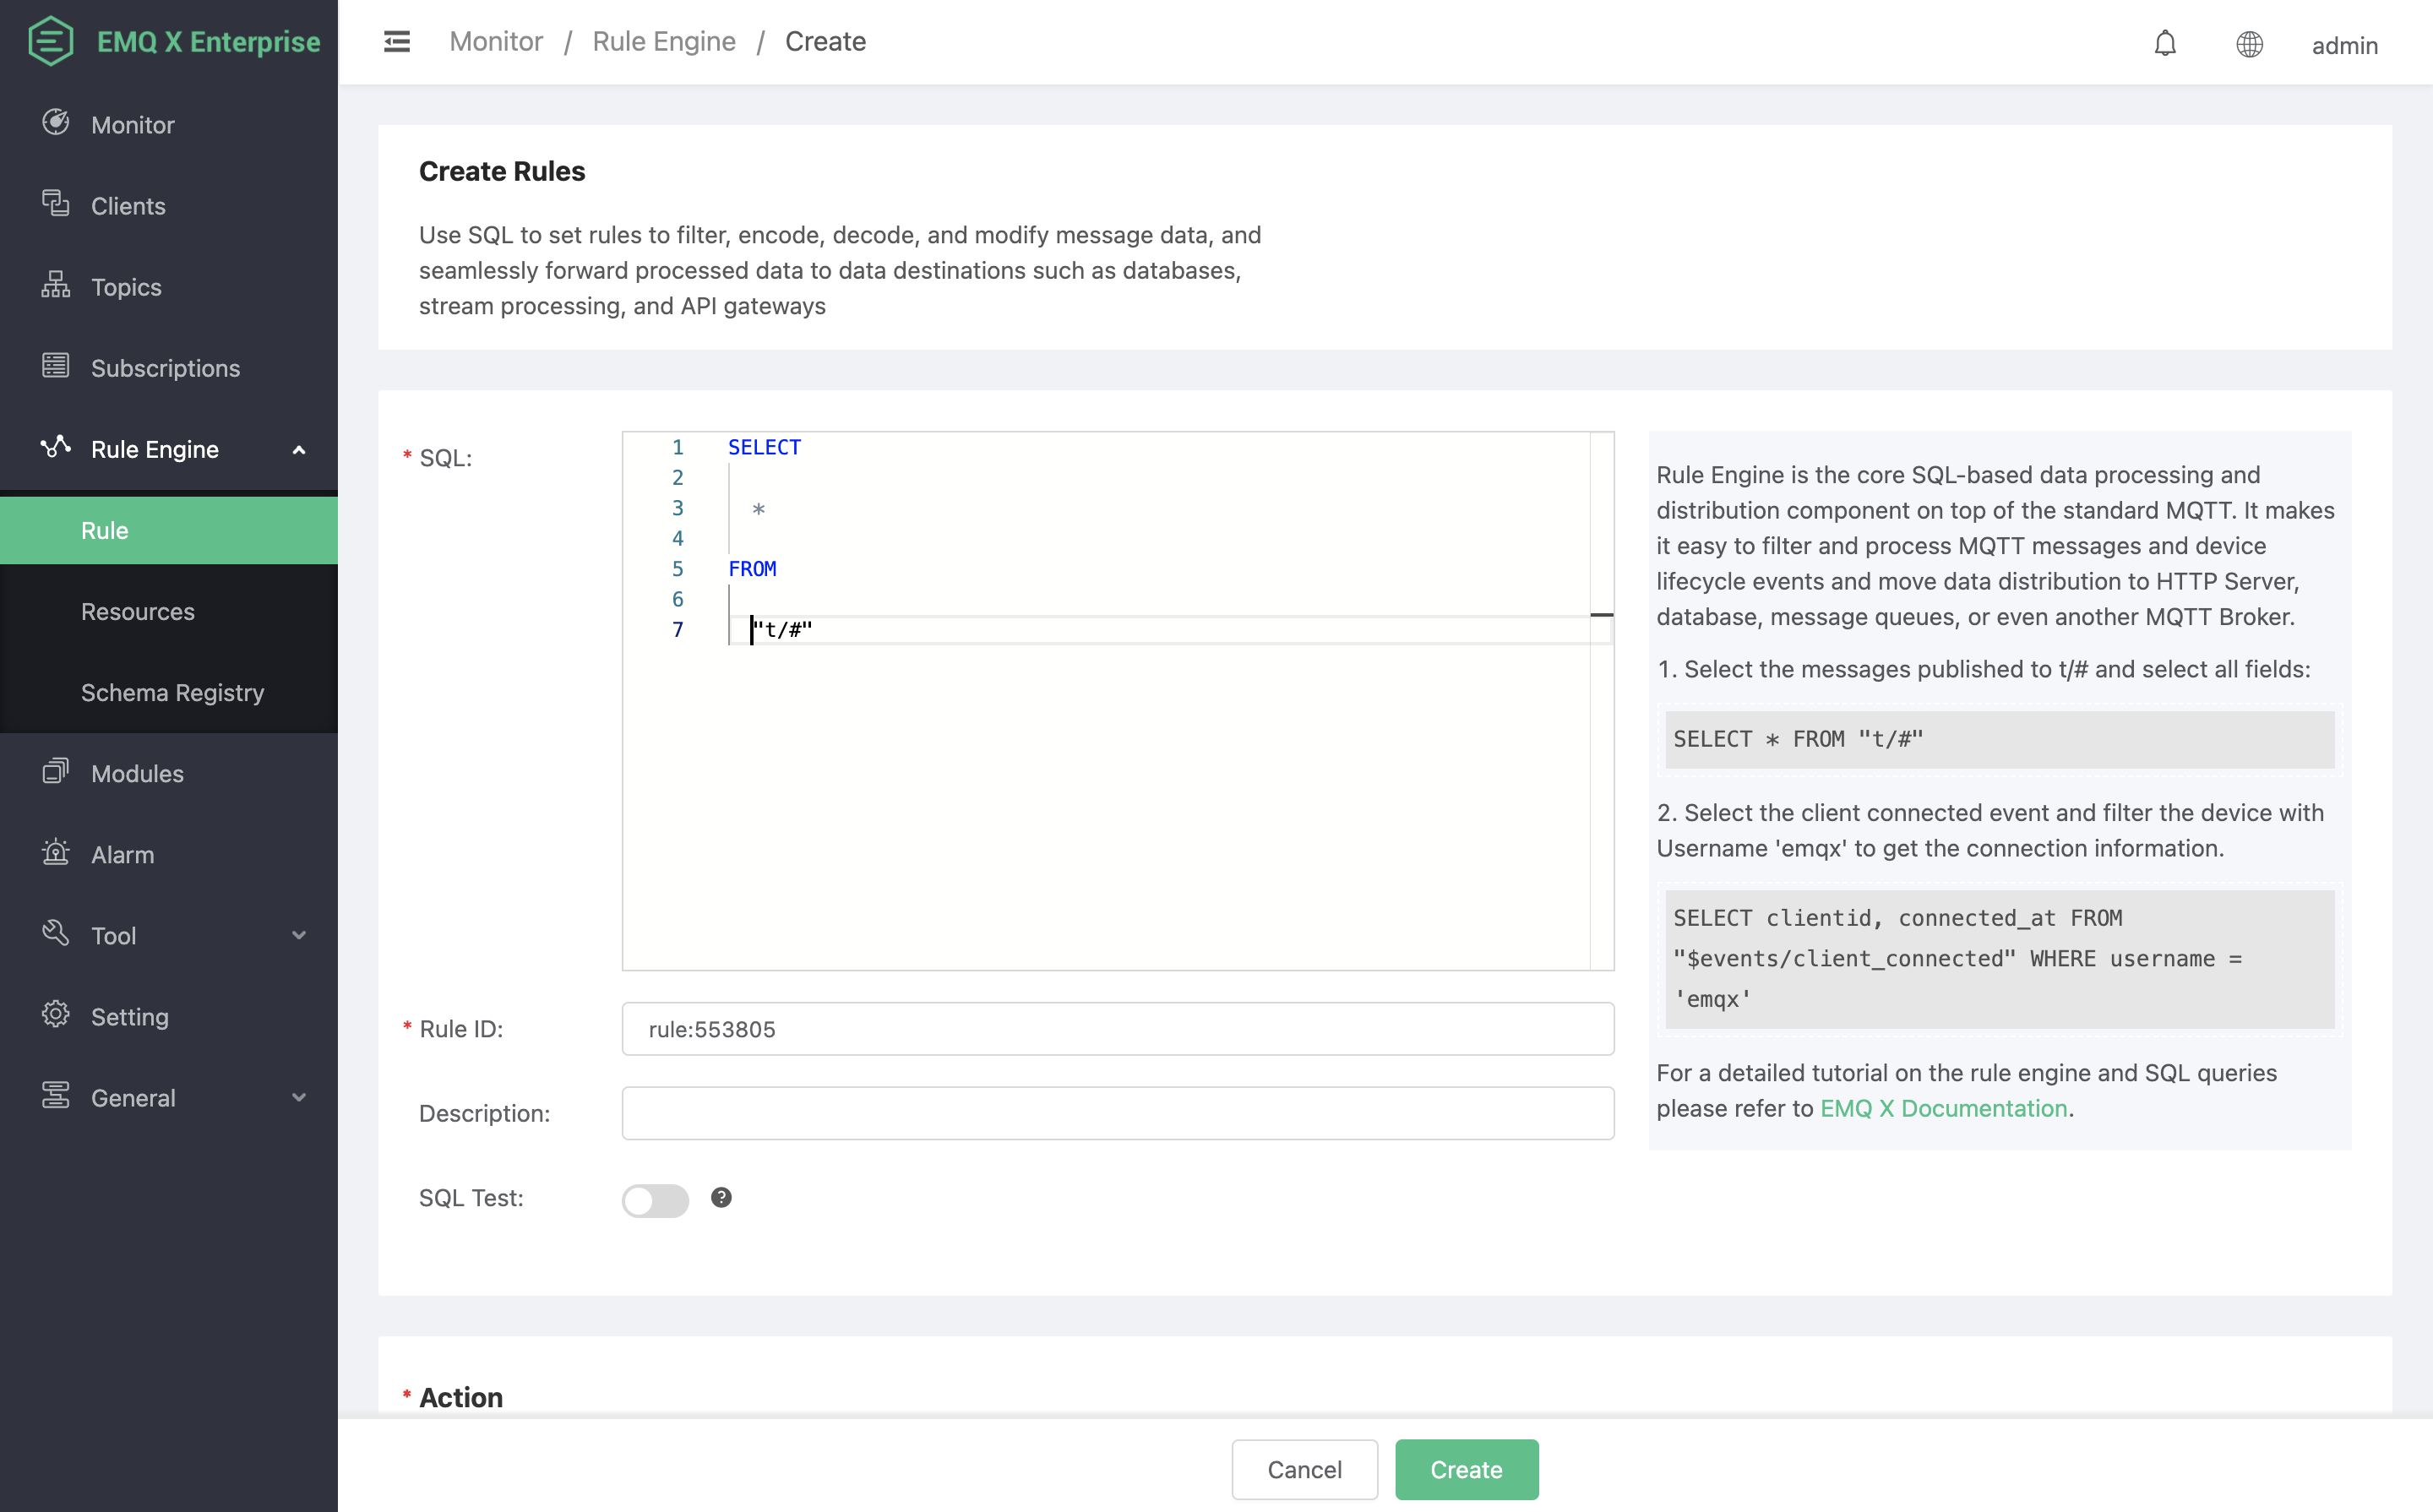 EMQ X Enterprise
Monitor / Rule Engine / Create
admin
Monitor
Clients
Topics
Subscriptions
Rule Engine
Rule
Resources
Schema Registry
Modules
Alarm
Tool
Setting
General
Create Rules
Use SQL to set rules to filter, encode, decode, and modify message data, and
seamlessly forward processed data to data destinations such as databases,
stream processing, and API gateways
* SQL:
1 SELECT
2
3 *
4
5 FROM
6
7 "t/#"
* Rule ID:
rule:553805
Description:
SQL Test:
?
Rule Engine is the core SQL-based data processing and
distribution component on top of the standard MQTT. It makes
it easy to filter and process MQTT messages and device
lifecycle events and move data distribution to HTTP Server,
database, message queues, or even another MQTT Broker.
1. Select the messages published to t/# and select all fields:
SELECT * FROM "t/#"
2. Select the client connected event and filter the device with
Username 'emqx' to get the connection information.
SELECT clientid, connected_at FROM
"$events/client_connected" WHERE username =
'emqx'
For a detailed tutorial on the rule engine and SQL queries
please refer to EMQ X Documentation.
* Action
Cancel
Create